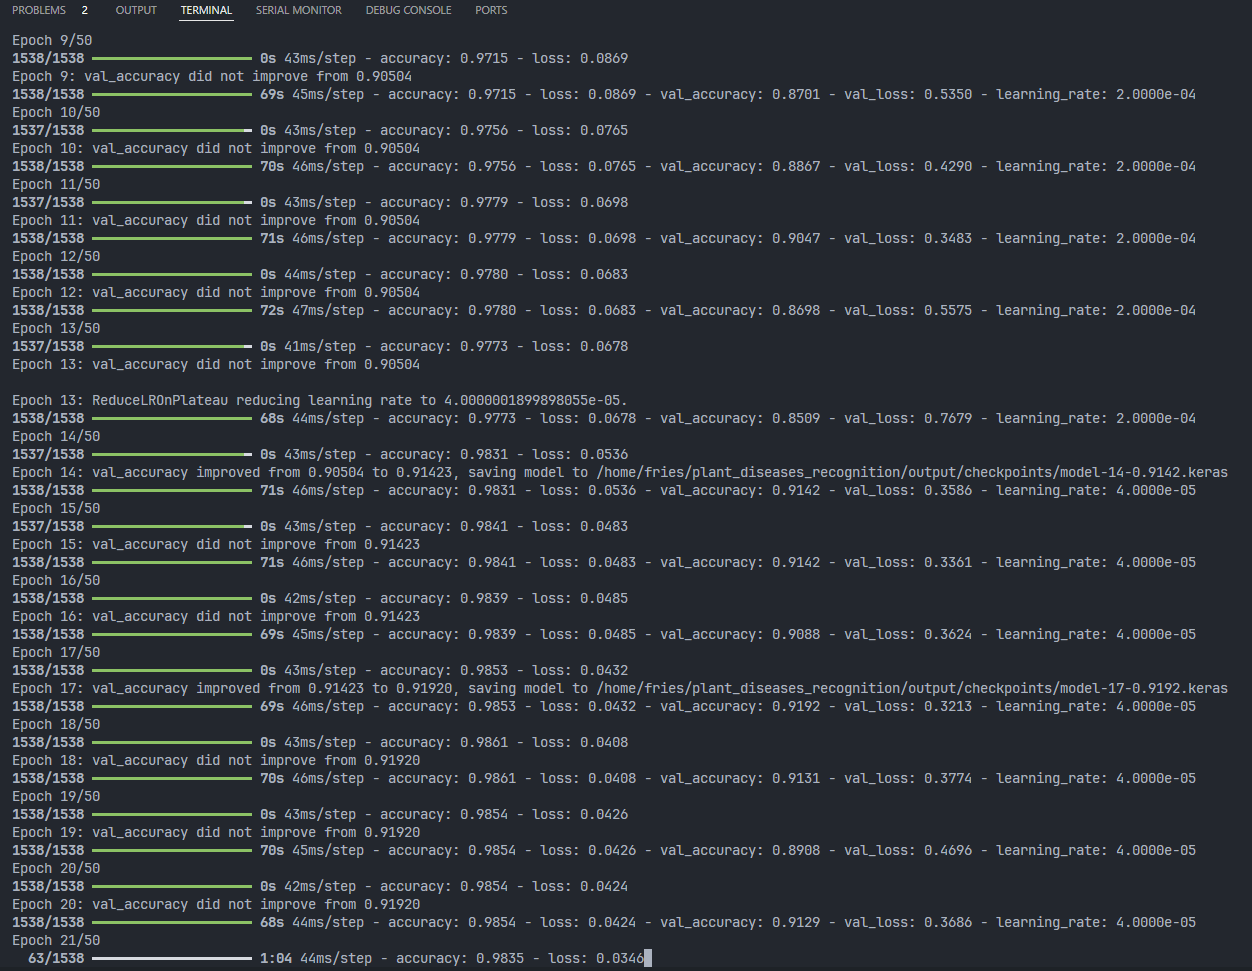 PROBLEMS 2 OUTPUT TERMINAL SERIAL MONITOR DEBUG CONSOLE PORTS
Epoch 9/50
1538/1538 0s 43ms/step - accuracy: 0.9715 - loss: 0.0869
Epoch 9: val_accuracy did not improve from 0.90504
1538/1538 69s 45ms/step - accuracy: 0.9715 - loss: 0.0869 - val_accuracy: 0.8701 - val_loss: 0.5350 - learning_rate: 2.0000e-04
Epoch 10/50
1537/1538 0s 43ms/step - accuracy: 0.9756 - loss: 0.0765
Epoch 10: val_accuracy did not improve from 0.90504
1538/1538 70s 46ms/step - accuracy: 0.9756 - loss: 0.0765 - val_accuracy: 0.8867 - val_loss: 0.4290 - learning_rate: 2.0000e-04
Epoch 11/50
1537/1538 0s 43ms/step - accuracy: 0.9779 - loss: 0.0698
Epoch 11: val_accuracy did not improve from 0.90504
1538/1538 71s 46ms/step - accuracy: 0.9779 - loss: 0.0698 - val_accuracy: 0.9047 - val_loss: 0.3483 - learning_rate: 2.0000e-04
Epoch 12/50
1538/1538 0s 44ms/step - accuracy: 0.9780 - loss: 0.0683
Epoch 12: val_accuracy did not improve from 0.90504
1538/1538 72s 47ms/step - accuracy: 0.9780 - loss: 0.0683 - val_accuracy: 0.8698 - val_loss: 0.5575 - learning_rate: 2.0000e-04
Epoch 13/50
1537/1538 0s 41ms/step - accuracy: 0.9773 - loss: 0.0678
Epoch 13: val_accuracy did not improve from 0.90504
Epoch 13: ReduceLROnPlateau reducing learning rate to 4.0000001899898055e-05.
1538/1538 68s 44ms/step - accuracy: 0.9773 - loss: 0.0678 - val_accuracy: 0.8509 - val_loss: 0.7679 - learning_rate: 2.0000e-04
Epoch 14/50
1537/1538 0s 43ms/step - accuracy: 0.9831 - loss: 0.0536
Epoch 14: val_accuracy improved from 0.90504 to 0.91423, saving model to /home/fries/plant_diseases_recognition/output/checkpoints/model-14-0.9142.keras
1538/1538 71s 46ms/step - accuracy: 0.9831 - loss: 0.0536 - val_accuracy: 0.9142 - val_loss: 0.3586 - learning_rate: 4.0000e-05
Epoch 15/50
1537/1538 0s 43ms/step - accuracy: 0.9841 - loss: 0.0483
Epoch 15: val_accuracy did not improve from 0.91423
1538/1538 71s 46ms/step - accuracy: 0.9841 - loss: 0.0483 - val_accuracy: 0.9142 - val_loss: 0.3361 - learning_rate: 4.0000e-05
Epoch 16/50
1538/1538 0s 42ms/step - accuracy: 0.9839 - loss: 0.0485
Epoch 16: val_accuracy did not improve from 0.91423
1538/1538 69s 45ms/step - accuracy: 0.9839 - loss: 0.0485 - val_accuracy: 0.9088 - val_loss: 0.3624 - learning_rate: 4.0000e-05
Epoch 17/50
1538/1538 0s 43ms/step - accuracy: 0.9853 - loss: 0.0432
Epoch 17: val_accuracy improved from 0.91423 to 0.91920, saving model to /home/fries/plant_diseases_recognition/output/checkpoints/model-17-0.9192.keras
1538/1538 69s 46ms/step - accuracy: 0.9853 - loss: 0.0432 - val_accuracy: 0.9192 - val_loss: 0.3213 - learning_rate: 4.0000e-05
Epoch 18/50
1538/1538 0s 43ms/step - accuracy: 0.9861 - loss: 0.0408
Epoch 18: val_accuracy did not improve from 0.91920
1538/1538 70s 46ms/step - accuracy: 0.9861 - loss: 0.0408 - val_accuracy: 0.9131 - val_loss: 0.3774 - learning_rate: 4.0000e-05
Epoch 19/50
1538/1538 0s 43ms/step - accuracy: 0.9854 - loss: 0.0426
Epoch 19: val_accuracy did not improve from 0.91920
1538/1538 70s 45ms/step - accuracy: 0.9854 - loss: 0.0426 - val_accuracy: 0.8908 - val_loss: 0.4696 - learning_rate: 4.0000e-05
Epoch 20/50
1538/1538 0s 42ms/step - accuracy: 0.9854 - loss: 0.0424
Epoch 20: val_accuracy did not improve from 0.91920
1538/1538 68s 44ms/step - accuracy: 0.9854 - loss: 0.0424 - val_accuracy: 0.9129 - val_loss: 0.3686 - learning_rate: 4.0000e-05
Epoch 21/50
63/1538 1:04 44ms/step - accuracy: 0.9835 - loss: 0.0346